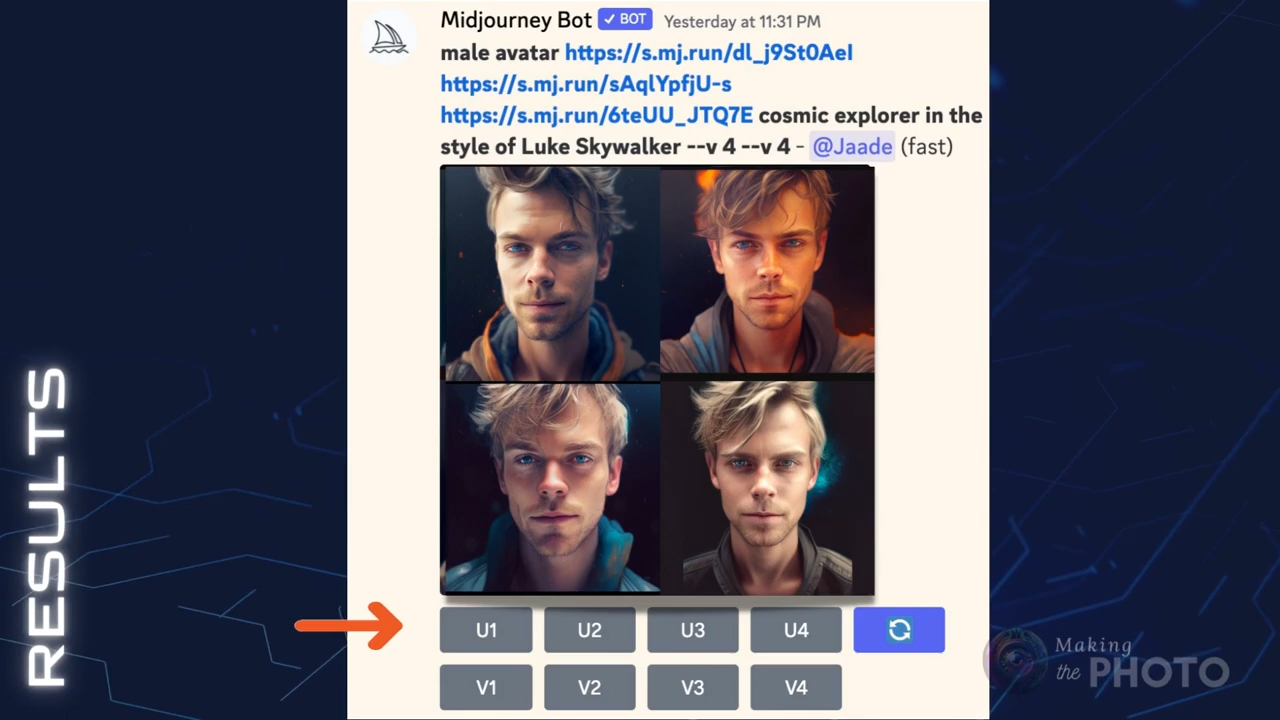 Midjourney Bot ✓ BOT Yesterday at 11:31 PM
male avatar https://s.mj.run/dl_j9St0AeI
https://s.mj.run/sAqlYpfjU-s
https://s.mj.run/6teUU_JTQ7E cosmic explorer in the
style of Luke Skywalker --v 4 --v 4 - @Jaade (fast)
RESULTS
U1 U2 U3 U4
V1 V2 V3 V4
Making
the PHOTO